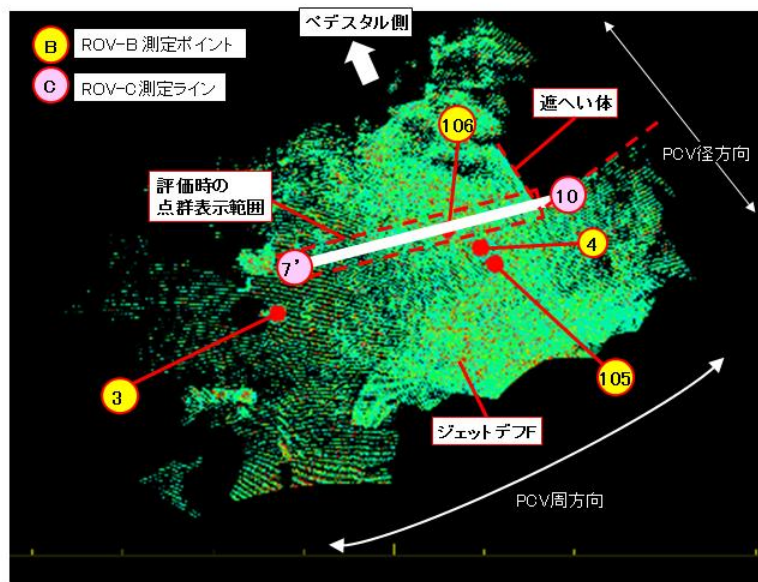 ペデスタル側
B ROV-B 測定ポイント
C ROV-C測定ライン
106
遮へい体
PCV径方向
評価時の
点群表示範囲
10
7’
4
3
105
ジェットデフF
PCV周方向